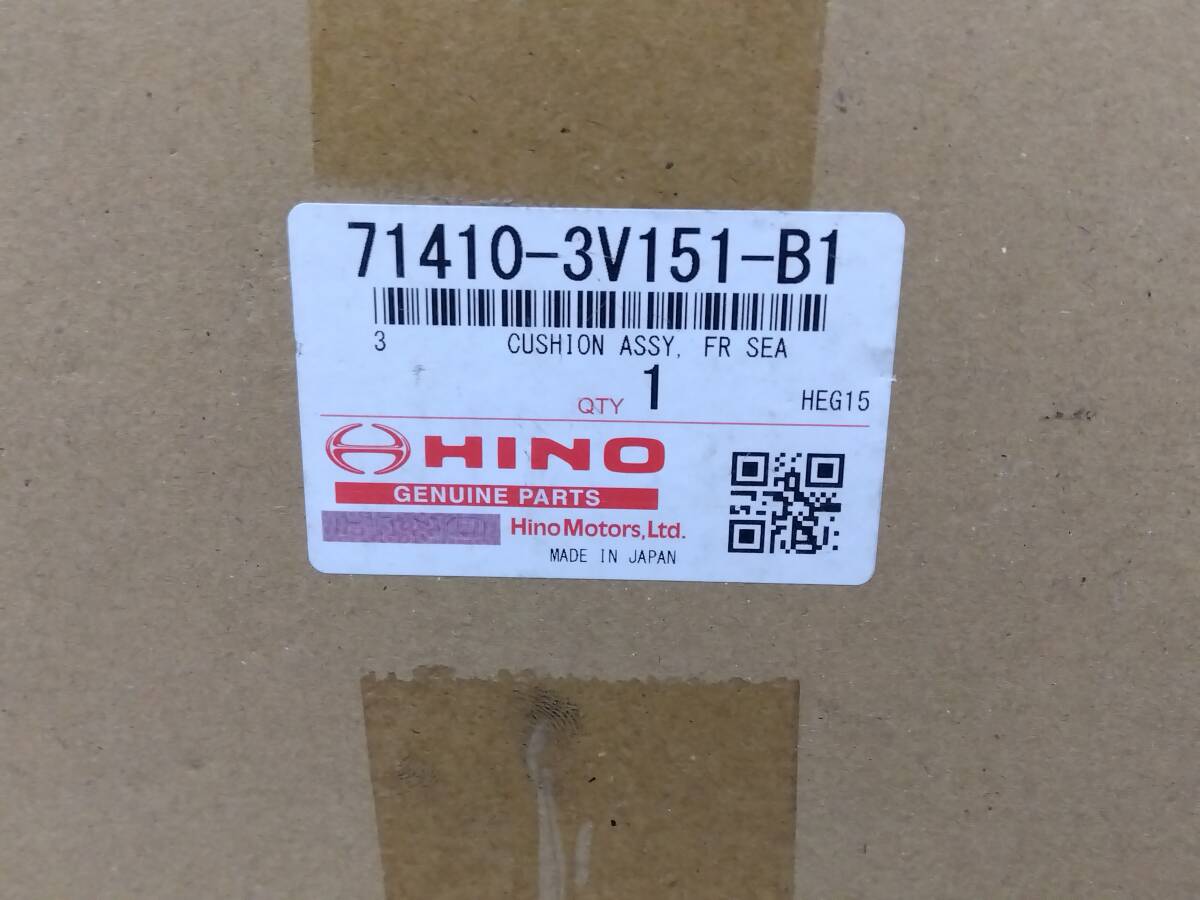 71410-3V151-B1
3 CUSHION ASSY, FR SEA
QTY 1 HEG15
HINO
GENUINE PARTS
Hino Motors, Ltd.
MADE IN JAPAN